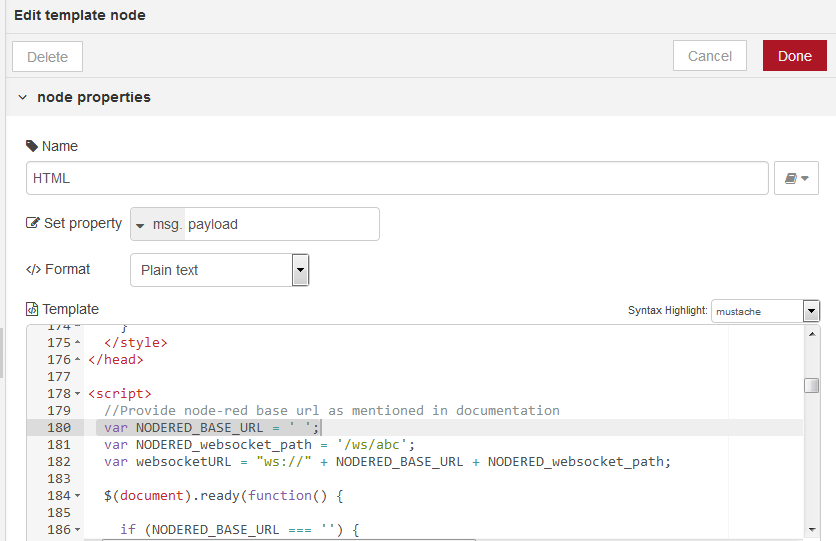 Edit template node
Delete
Cancel
Done
node properties
Name
HTML
Set property
msg. payload
</> Format
Plain text
Template
Syntax Highlight: mustache
174 }
175 </style>
176 </head>
177
178 <script>
179 //Provide node-red base url as mentioned in documentation
180 var NODERED_BASE_URL = ' ';
181 var NODERED_websocket_path = '/ws/abc';
182 var websocketURL = "ws://" + NODERED_BASE_URL + NODERED_websocket_path;
183
184 $(document).ready(function() {
185
186 if (NODERED_BASE_URL === '') {